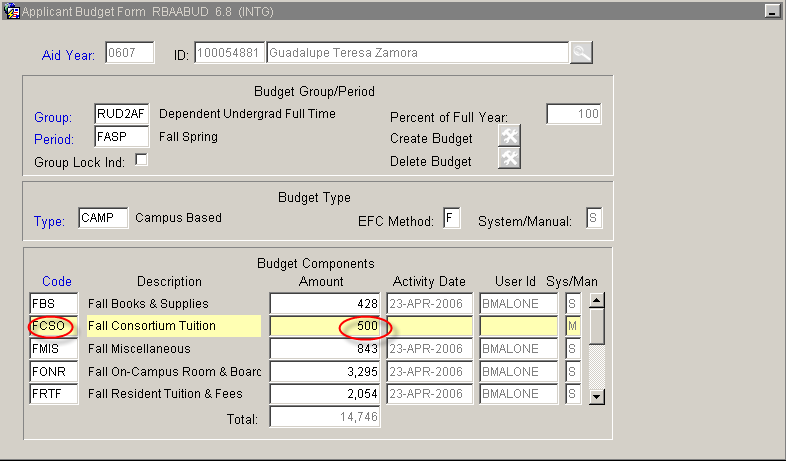 Applicant Budget Form RBAABUD 6.8 (INTG)
Aid Year: 0607 ID: 100054881 Guadalupe Teresa Zamora
Budget Group/Period
Group: RUD2AF Dependent Undergrad Full Time Percent of Full Year: 100
Period: FASP Fall Spring Create Budget
Group Lock Ind: Delete Budget
Budget Type
Type: CAMP Campus Based EFC Method: F System/Manual: S
Budget Components
Code Description Amount Activity Date User Id Sys/Man
FBS Fall Books & Supplies 428 23-APR-2006 BMALONE S
FCSO Fall Consortium Tuition 500 M
FMIS Fall Miscellaneous 843 23-APR-2006 BMALONE S
FONR Fall On-Campus Room & Board 3,295 23-APR-2006 BMALONE S
FRTF Fall Resident Tuition & Fees 2,054 23-APR-2006 BMALONE S
Total: 14,746